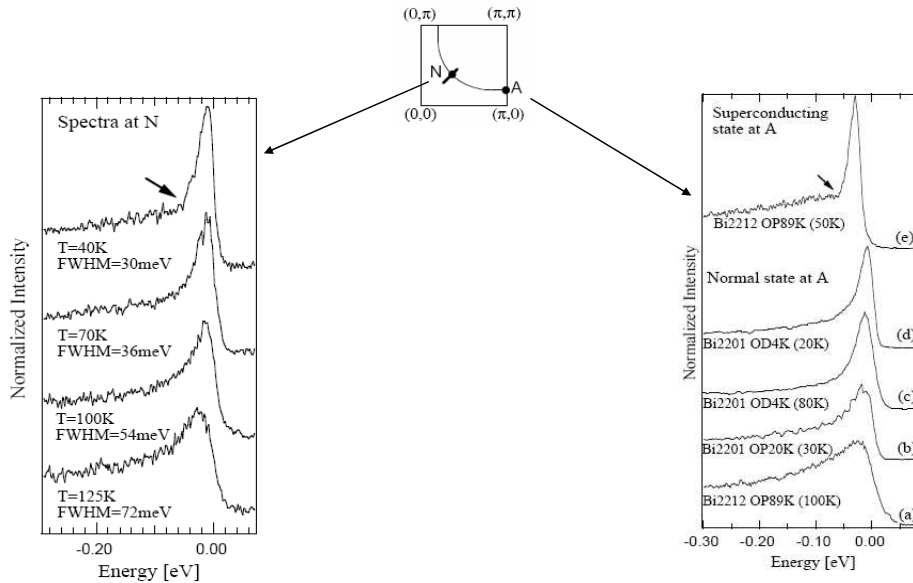 (0,π) (π,π)
N
A
(0,0) (π,0)
Spectra at N
T=40K
FWHM=30meV
T=70K
FWHM=36meV
T=100K
FWHM=54meV
T=125K
FWHM=72meV
Normalized Intensity
-0.20 0.00
Energy [eV]
Superconducting
state at A
Bi2212 OP89K (50K)
(e)
Normal state at A
(d)
Bi2201 OD4K (20K)
(c)
Bi2201 OD4K (80K)
(b)
Bi2201 OP20K (30K)
Bi2212 OP89K (100K)
(a)
Normalized Intensity
-0.30 -0.20 -0.10 -0.00
Energy [eV]